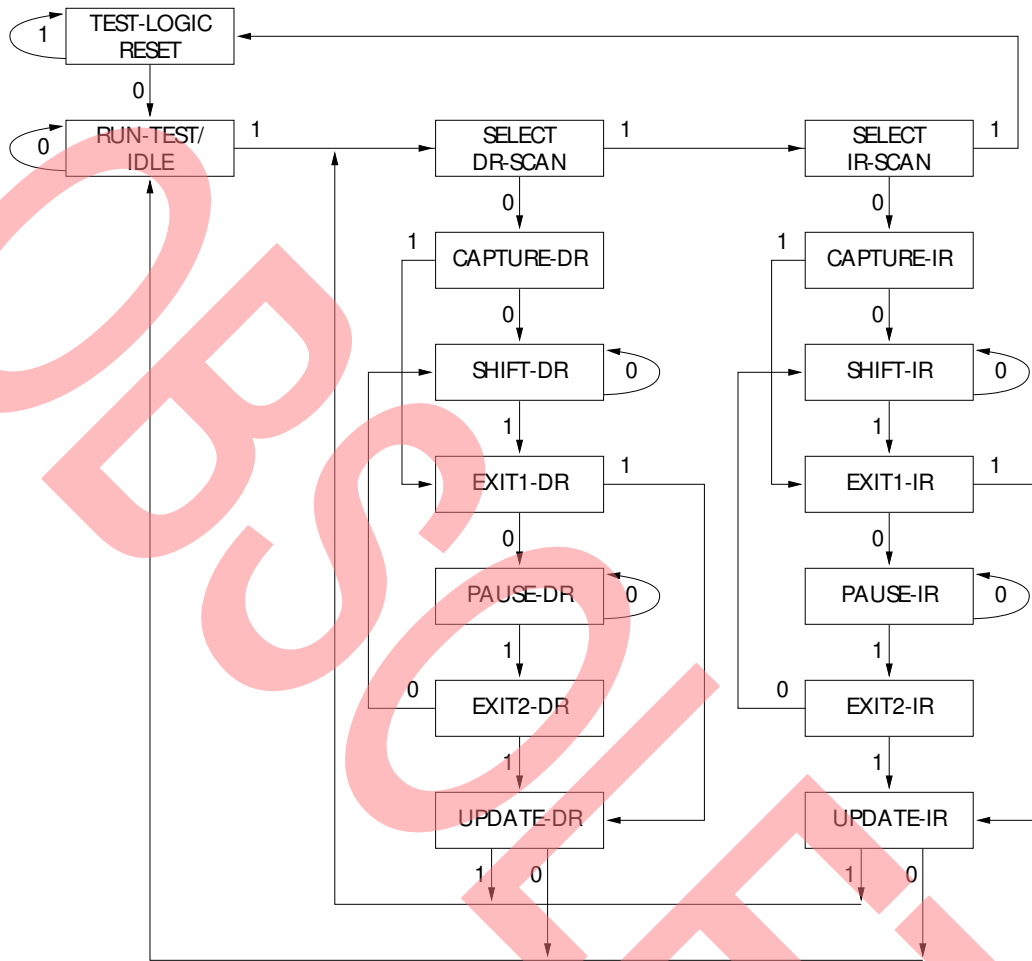 TEST-LOGIC
RESET
1
0
RUN-TEST/
IDLE
0
1
SELECT
DR-SCAN
1
SELECT
IR-SCAN
1
0
0
1
CAPTURE-DR
1
CAPTURE-IR
0
0
SHIFT-DR
0
SHIFT-IR
0
1
1
EXIT1-DR
1
EXIT1-IR
1
0
0
PAUSE-DR
0
PAUSE-IR
0
1
1
0
EXIT2-DR
0
EXIT2-IR
1
1
UPDATE-DR
UPDATE-IR
1
0
1
0
OBSOLET